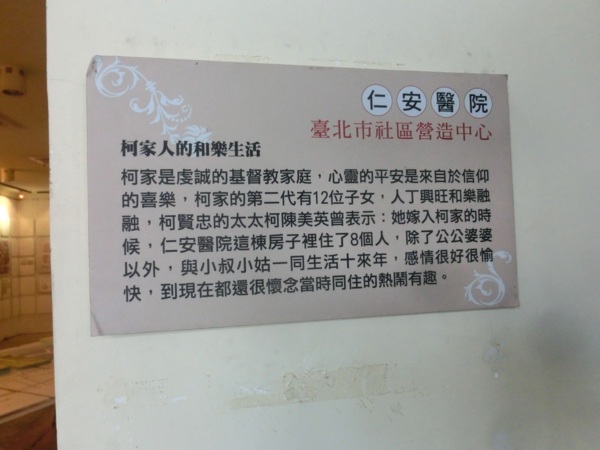 仁安醫院
臺北市社區營造中心
柯家人的和樂生活
柯家是虔誠的基督教家庭，心靈的平安是來自於信仰
的喜樂，柯家的第二代有12位子女，人丁興旺和樂融
融，柯賢忠的太太柯陳美英曾表示：她嫁入柯家的時
候，仁安醫院這棟房子裡住了8個人，除了公公婆婆
以外，與小叔小姑一同生活十來年，感情很好很愉
快，到現在都還很懷念當時同住的熱鬧有趣。